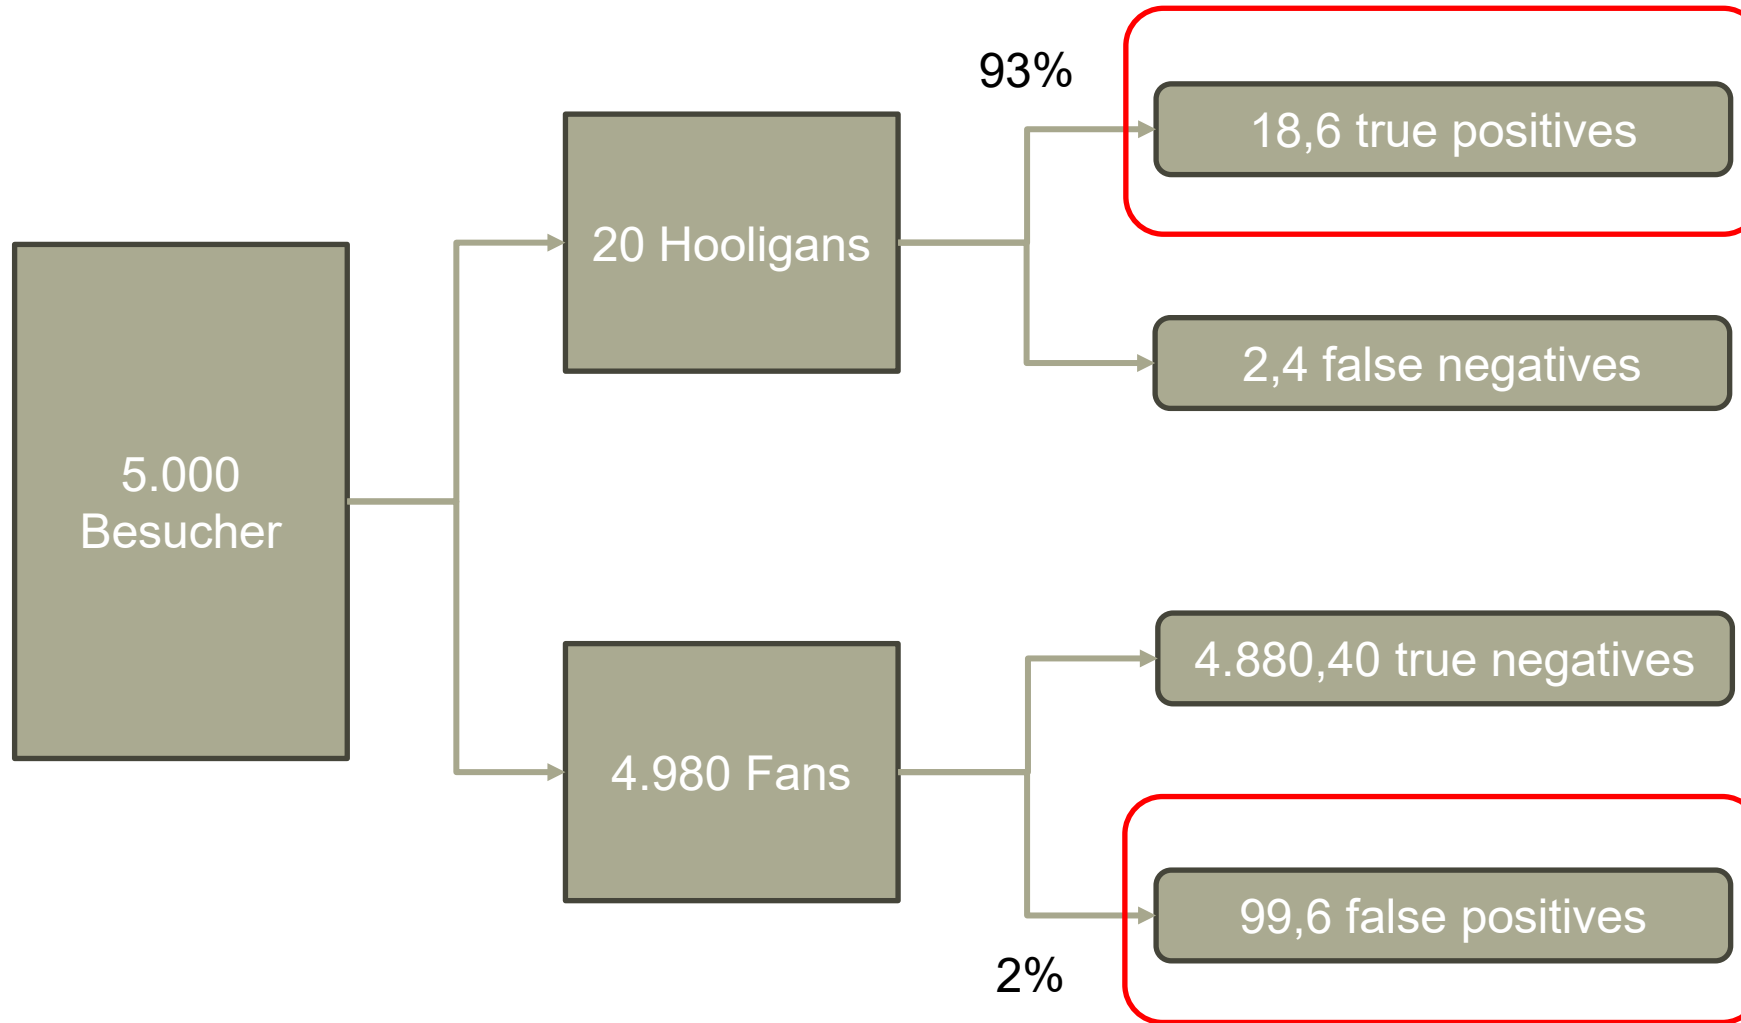 5.000
Besucher
20 Hooligans
4.980 Fans
93%
18,6 true positives
2,4 false negatives
4.880,40 true negatives
99,6 false positives
2%